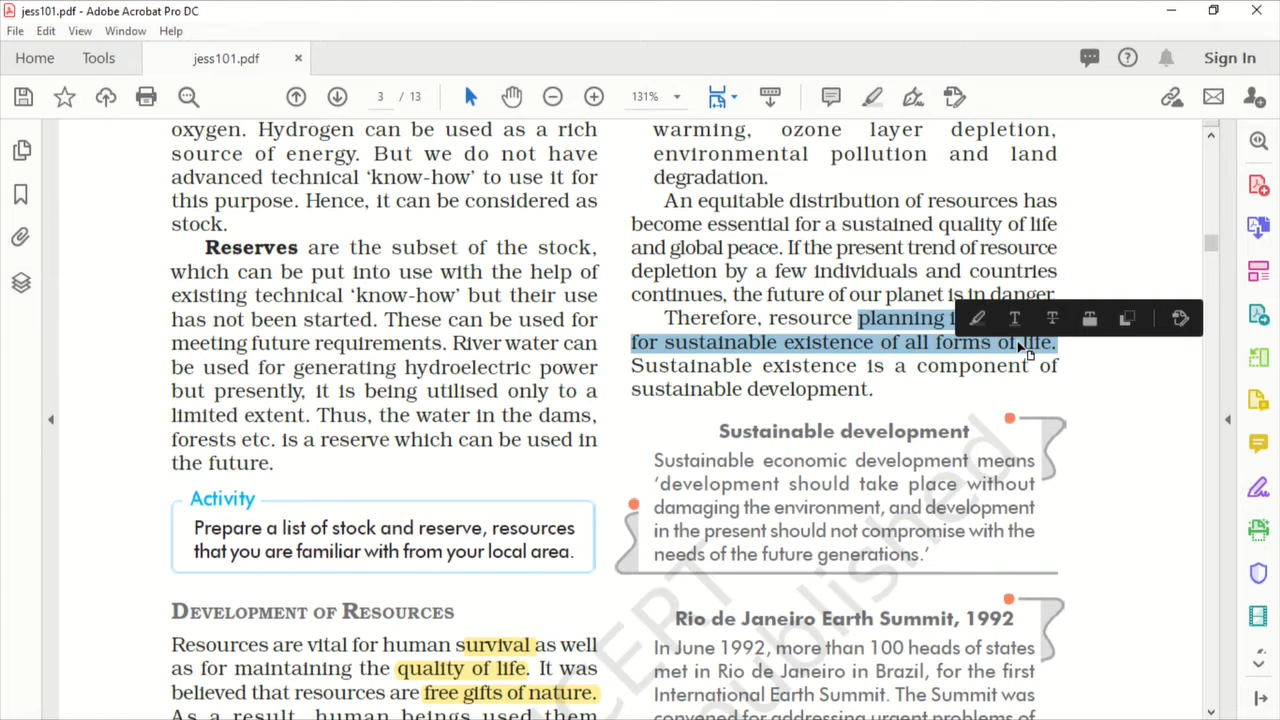 jess101.pdf - Adobe Acrobat Pro DC
File Edit View Window Help
Home Tools jess101.pdf × Sign In
3 / 13 131%
oxygen. Hydrogen can be used as a rich
source of energy. But we do not have
advanced technical ‘know-how’ to use it for
this purpose. Hence, it can be considered as
stock.
Reserves are the subset of the stock,
which can be put into use with the help of
existing technical ‘know-how’ but their use
has not been started. These can be used for
meeting future requirements. River water can
be used for generating hydroelectric power
but presently, it is being utilised only to a
limited extent. Thus, the water in the dams,
forests etc. is a reserve which can be used in
the future.
Activity
Prepare a list of stock and reserve, resources
that you are familiar with from your local area.
DEVELOPMENT OF RESOURCES
Resources are vital for human survival as well
as for maintaining the quality of life. It was
believed that resources are free gifts of nature.
As a result, human beings used them
warming, ozone layer depletion,
environmental pollution and land
degradation.
An equitable distribution of resources has
become essential for a sustained quality of life
and global peace. If the present trend of resource
depletion by a few individuals and countries
continues, the future of our planet is in danger.
Therefore, resource planning
for sustainable existence of all forms of life.
Sustainable existence is a component of
sustainable development.
Sustainable development
Sustainable economic development means
‘development should take place without
damaging the environment, and development
in the present should not compromise with the
needs of the future generations.’
Rio de Janeiro Earth Summit, 1992
In June 1992, more than 100 heads of states
met in Rio de Janeiro in Brazil, for the first
International Earth Summit. The Summit was
convened for addressing urgent problems of
NCERT
published